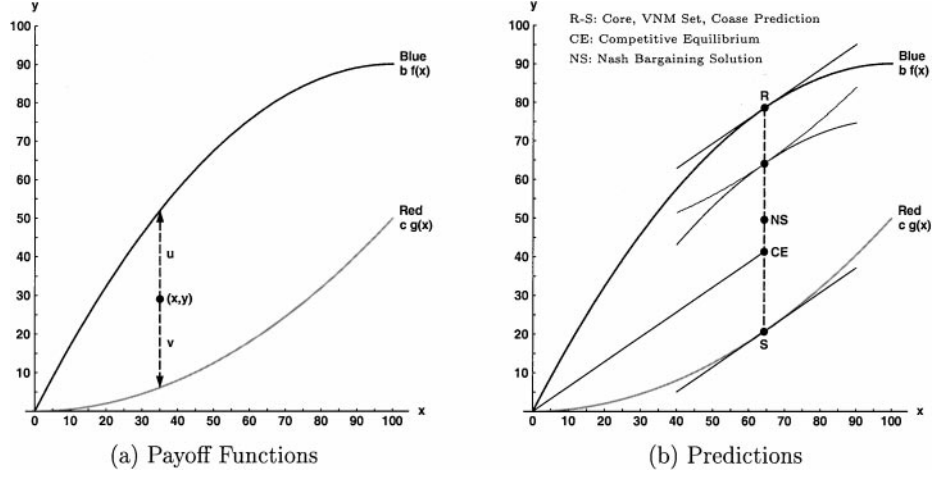 y
100
90
80
70
60
50
40
30
20
10
0
0 10 20 30 40 50 60 70 80 90 100
x
Blue
b f(x)
Red
c g(x)
u
(x,y)
v
(a) Payoff Functions
y
R-S: Core, VNM Set, Coase Prediction
CE: Competitive Equilibrium
NS: Nash Bargaining Solution
100
90
80
70
60
50
40
30
20
10
0
0 10 20 30 40 50 60 70 80 90 100
x
Blue
b f(x)
R
NS
CE
S
Red
c g(x)
(b) Predictions